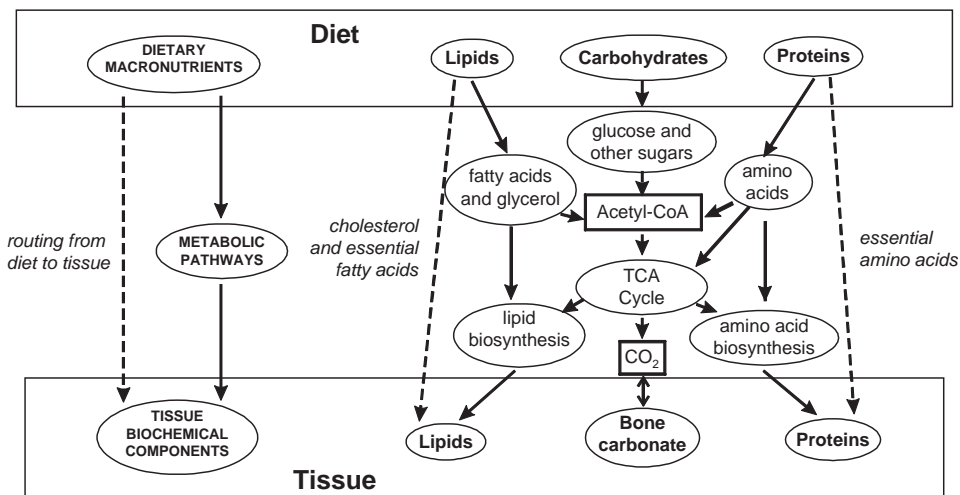 Diet
DIETARY
MACRONUTRIENTS
Lipids
Carbohydrates
Proteins
glucose and
other sugars
fatty acids
and glycerol
amino
acids
Acetyl-CoA
routing from
diet to tissue
METABOLIC
PATHWAYS
cholesterol
and essential
fatty acids
essential
amino acids
TCA
Cycle
lipid
biosynthesis
amino acid
biosynthesis
CO₂
TISSUE
BIOCHEMICAL
COMPONENTS
Lipids
Bone
carbonate
Proteins
Tissue